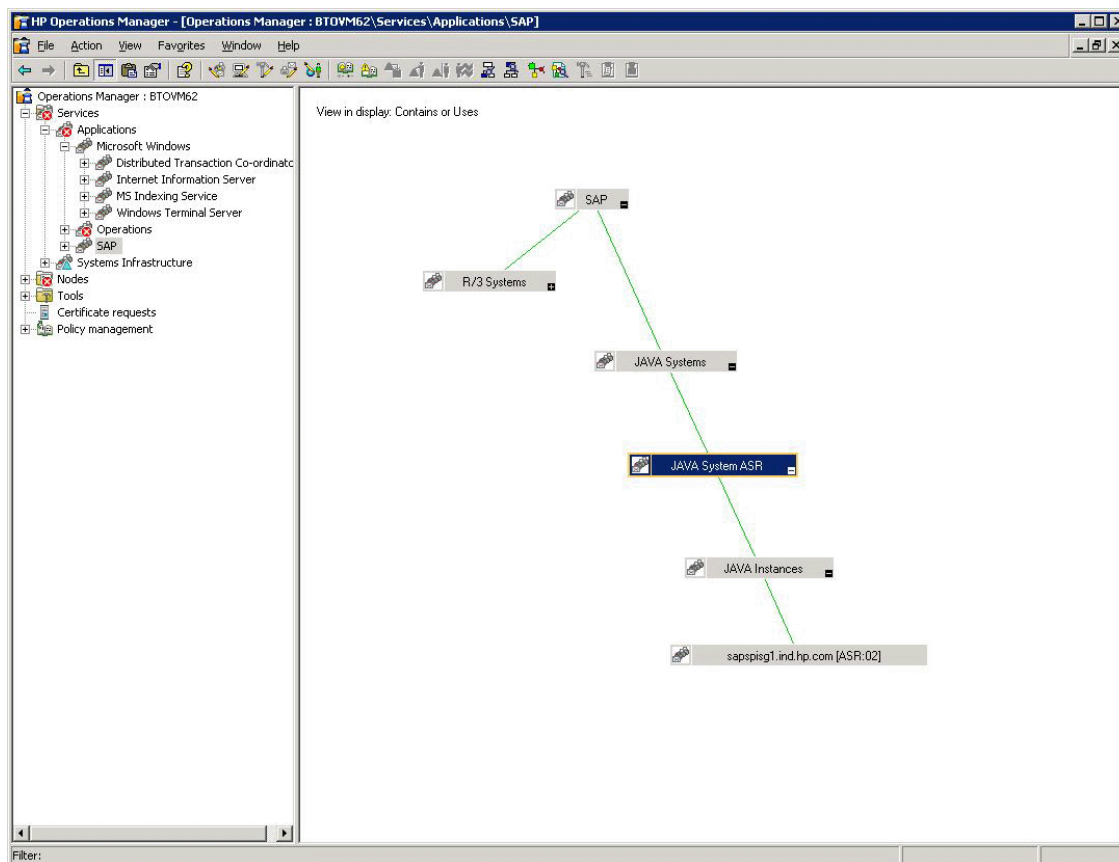 HP Operations Manager - [Operations Manager : BTOVM62\Services\Applications\SAP]
File Action View Favorites Window Help
Operations Manager : BTOVM62
Services
Applications
Microsoft Windows
Distributed Transaction Co-ordinato
Internet Information Server
MS Indexing Service
Windows Terminal Server
Operations
SAP
Systems Infrastructure
Nodes
Tools
Certificate requests
Policy management
View in display: Contains or Uses
SAP
R/3 Systems
JAVA Systems
JAVA System ASR
JAVA Instances
sapspisg1.ind.hp.com [ASR:02]
Filter: